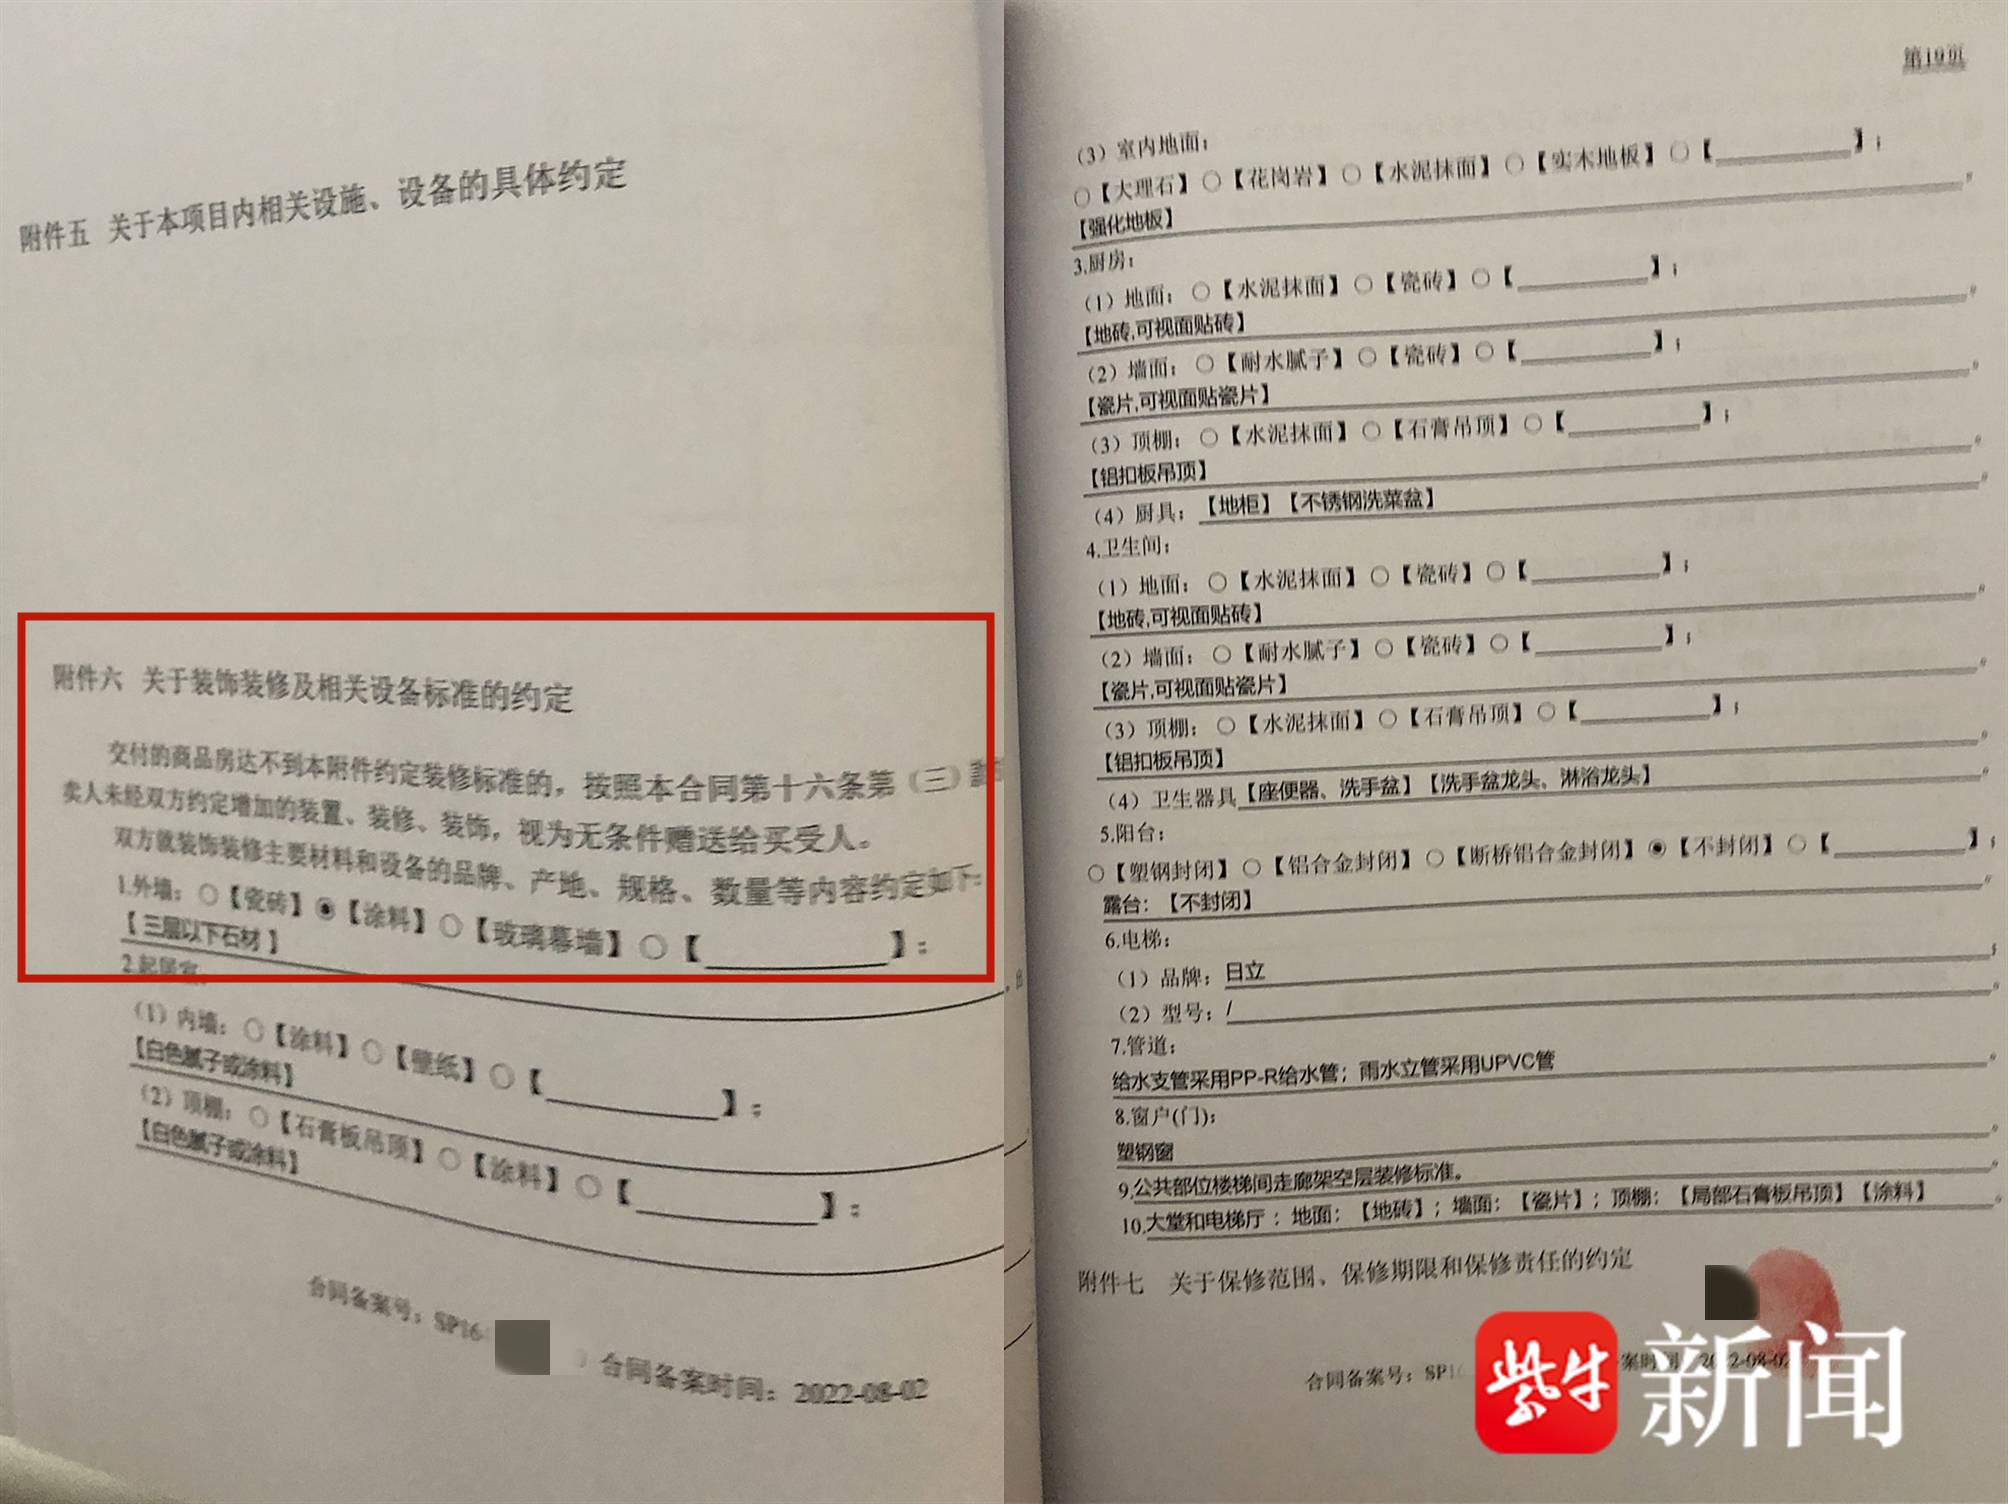 附件五 关于本项目内相关设施、设备的具体约定
附件六 关于装饰装修及相关设备标准的约定
交付的商品房达不到本附件约定装修标准的，按照本合同第十六条第（三）款
卖人未经双方约定增加的装置、装修、装饰，视为无条件赠送给买受人。
双方就装饰装修主要材料和设备的品牌、产地、规格、数量等内容约定如下：
1.外墙：○【瓷砖】◉【涂料】○【玻璃幕墙】○【________】；
【三层以下石材】
2.起居室：
（1）内墙：○【涂料】○【壁纸】○【________】；
【白色腻子或涂料】
（2）顶棚：○【石膏板吊顶】○【涂料】○【________】；
【白色腻子或涂料】
合同备案号：SP16
合同备案时间：2022-08-02
第19页
（3）室内地面：
○【大理石】○【花岗岩】○【水泥抹面】○【实木地板】○【________】；
【强化地板】
3.厨房：
（1）地面：○【水泥抹面】○【瓷砖】○【________】；
【地砖,可视面贴砖】
（2）墙面：○【耐水腻子】○【瓷砖】○【________】；
【瓷片,可视面贴瓷片】
（3）顶棚：○【水泥抹面】○【石膏吊顶】○【________】；
【铝扣板吊顶】
（4）厨具：【地柜】【不锈钢洗菜盆】
4.卫生间：
（1）地面：○【水泥抹面】○【瓷砖】○【________】；
【地砖,可视面贴砖】
（2）墙面：○【耐水腻子】○【瓷砖】○【________】；
【瓷片,可视面贴瓷片】
（3）顶棚：○【水泥抹面】○【石膏吊顶】○【________】；
【铝扣板吊顶】
（4）卫生器具【座便器、洗手盆】【洗手盆龙头、淋浴龙头】
5.阳台：
○【塑钢封闭】○【铝合金封闭】○【断桥铝合金封闭】◉【不封闭】○【________】；
露台：【不封闭】
6.电梯：
（1）品牌：日立
（2）型号：/
7.管道：
给水支管采用PP-R给水管；雨水立管采用UPVC管
8.窗户(门)：
塑钢窗
9.公共部位楼梯间走廊架空层装修标准。
10.大堂和电梯厅：地面：【地砖】；墙面：【瓷片】；顶棚：【局部石膏板吊顶】【涂料】
附件七 关于保修范围、保修期限和保修责任的约定
合同备案号：SP1
案时间 2022-08-02
紫牛新闻